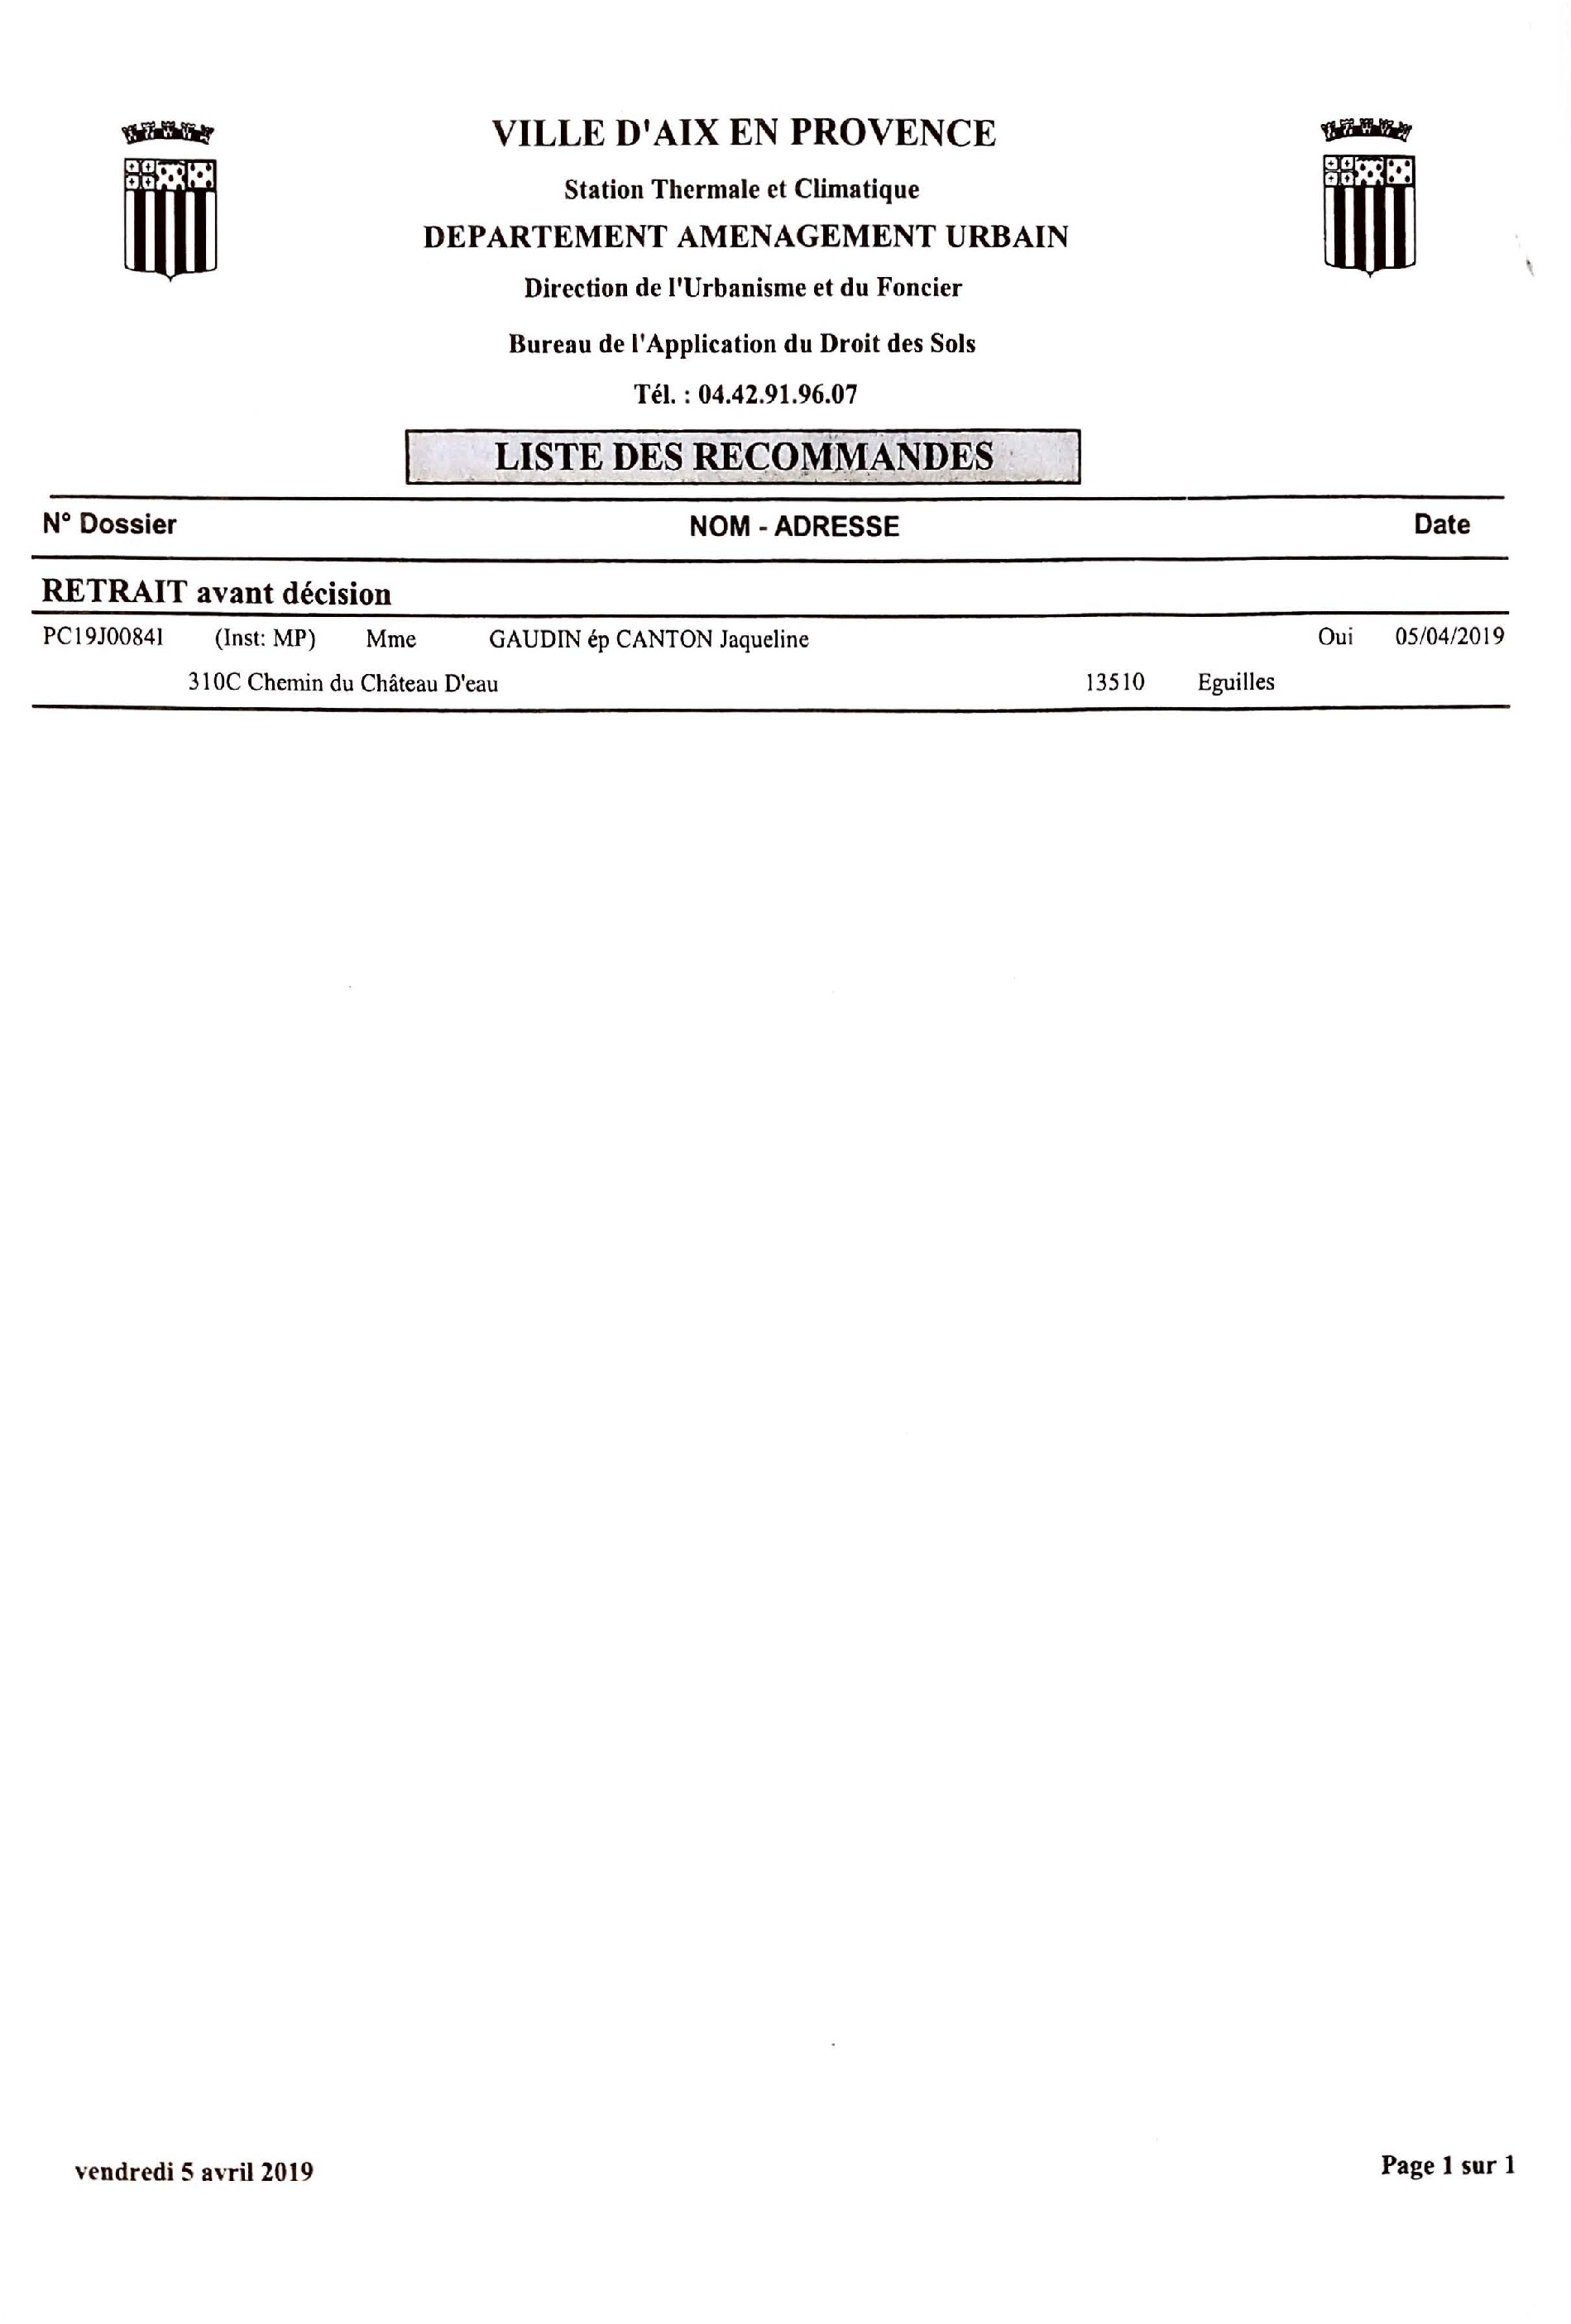 VILLE D'AIX EN PROVENCE
Station Thermale et Climatique
DEPARTEMENT AMENAGEMENT URBAIN
Direction de l'Urbanisme et du Foncier
Bureau de l'Application du Droit des Sols
Tél. : 04.42.91.96.07
LISTE DES RECOMMANDES
N° Dossier NOM - ADRESSE Date
RETRAIT avant décision
PC19J0084I (Inst: MP) Mme GAUDIN ép CANTON Jaqueline Oui 05/04/2019
310C Chemin du Château D'eau 13510 Eguilles
vendredi 5 avril 2019 Page 1 sur 1